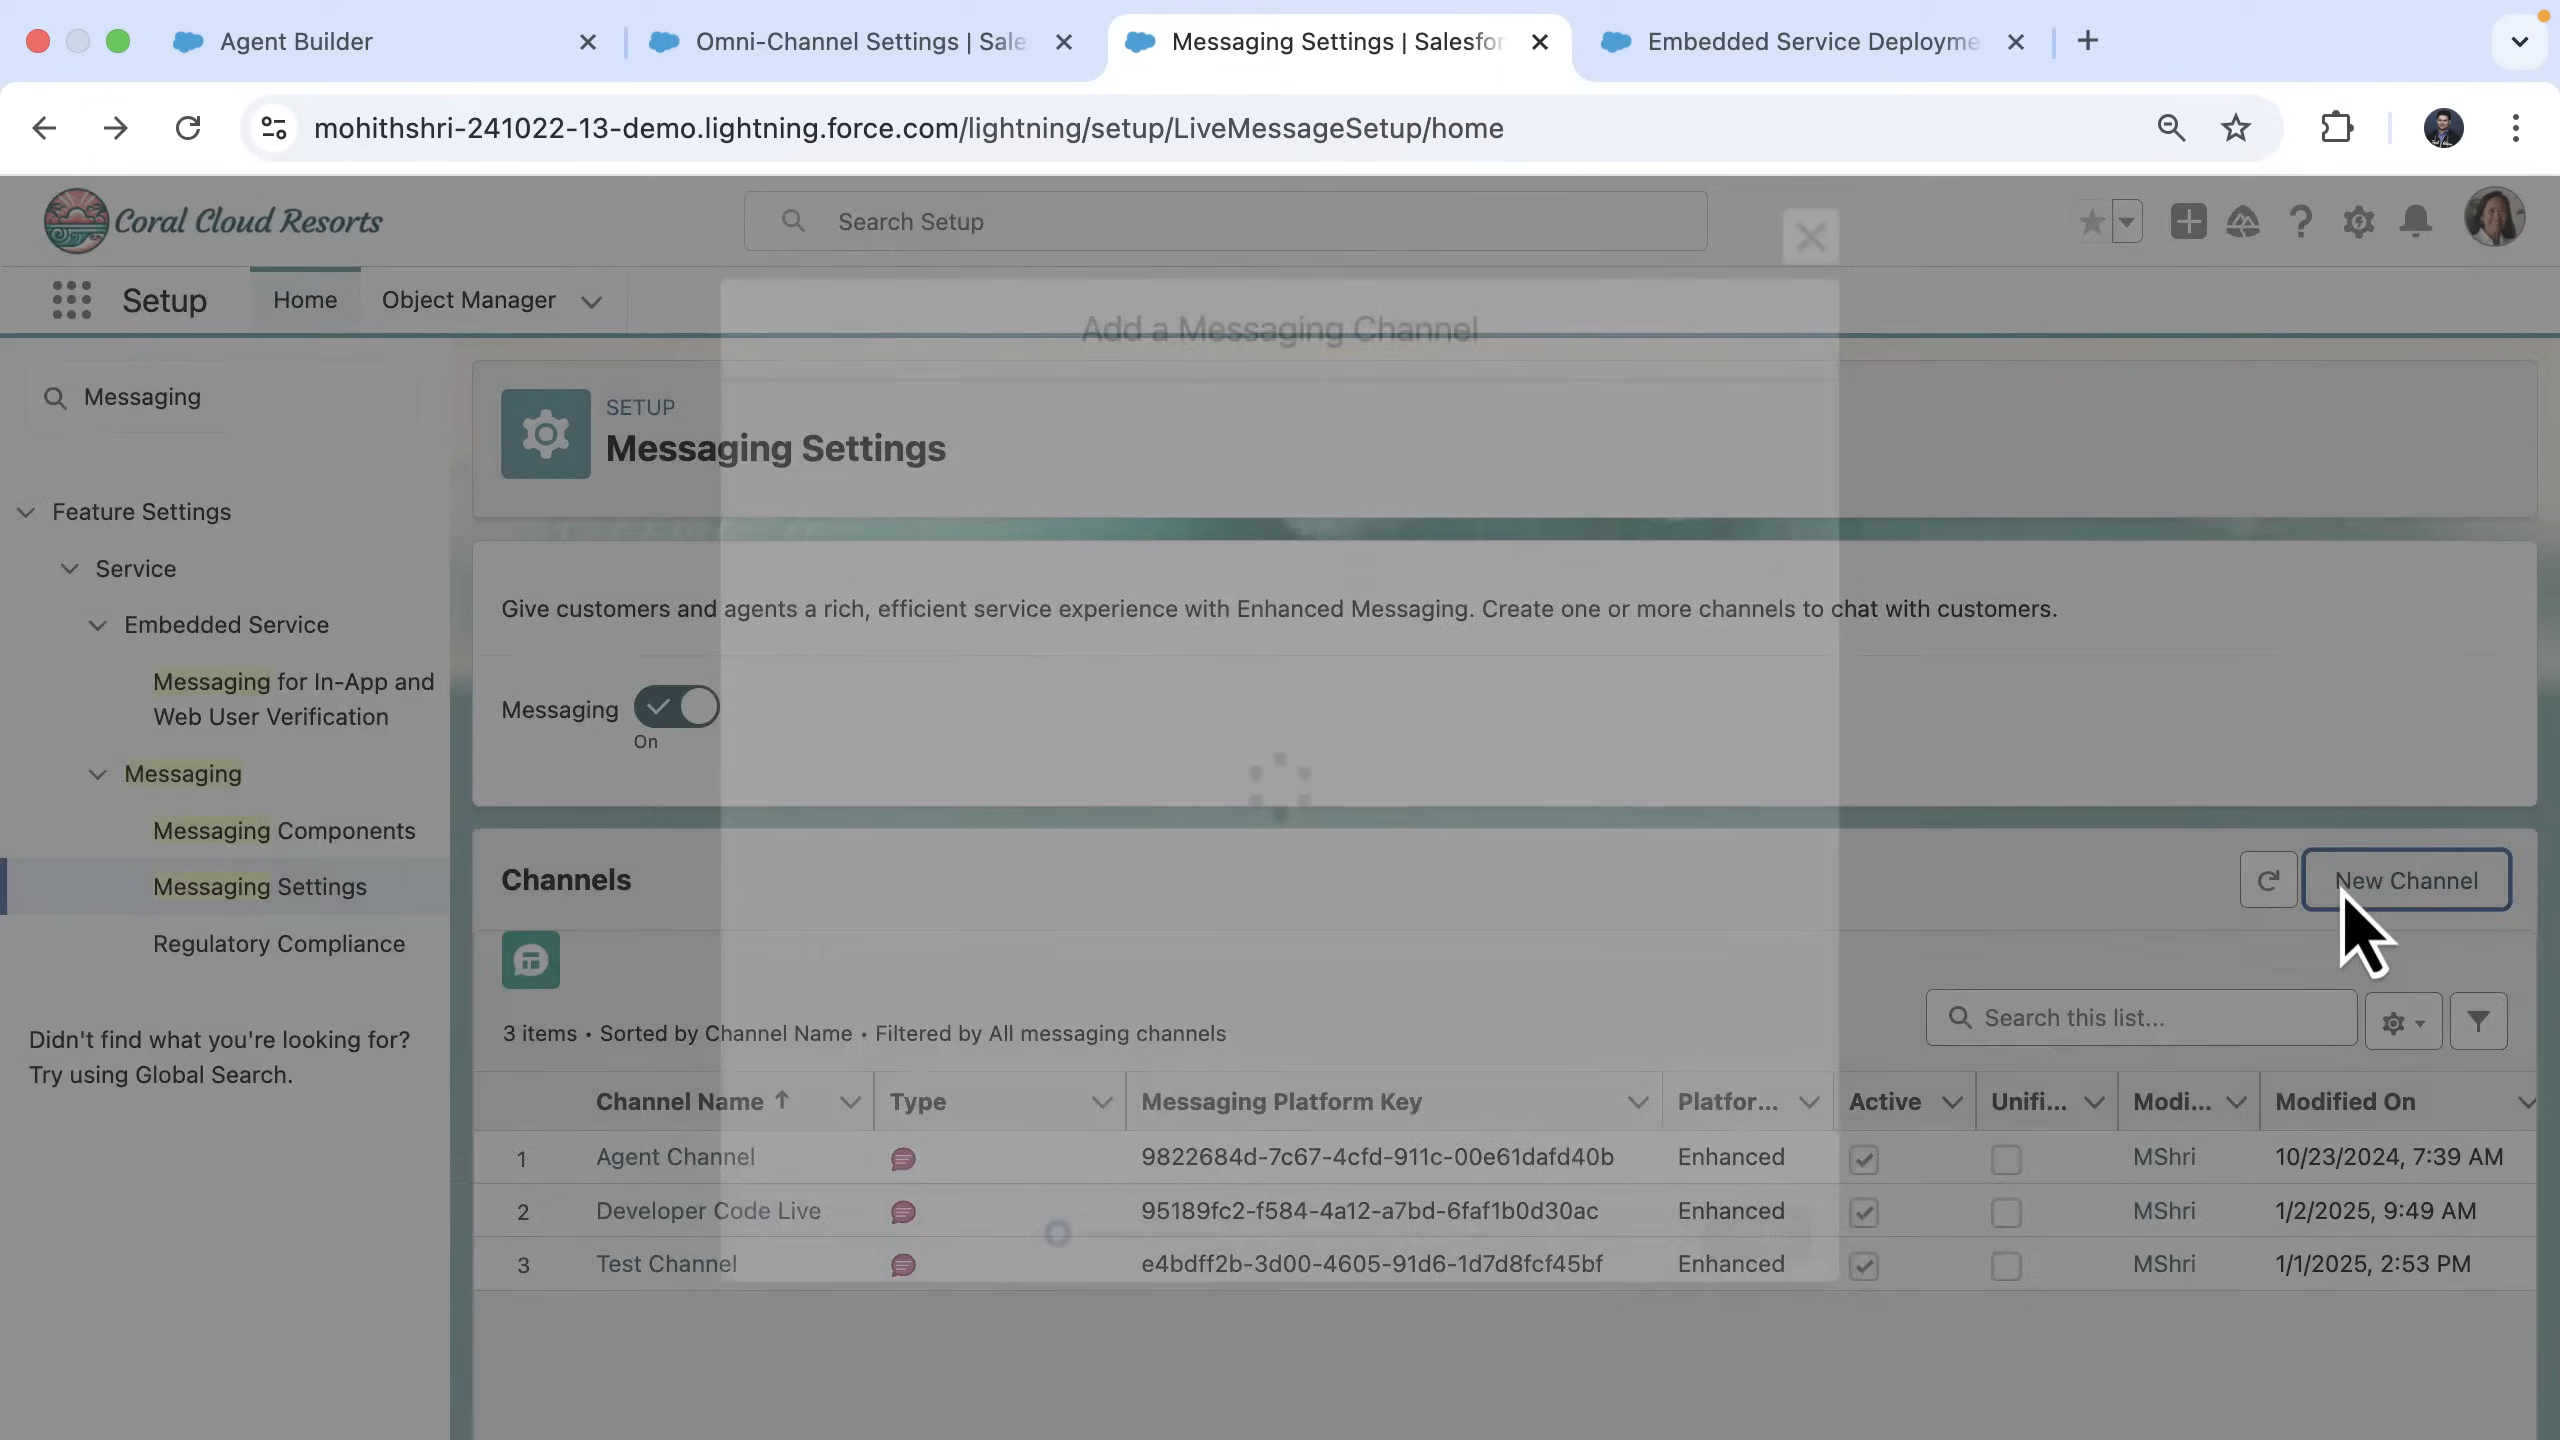 Agent Builder
Omni-Channel Settings | Sale
Messaging Settings | Salesfor
Embedded Service Deployme
mohithshri-241022-13-demo.lightning.force.com/lightning/setup/LiveMessageSetup/home
Coral Cloud Resorts
Search Setup
Setup
Home
Object Manager
Add a Messaging Channel
Messaging
SETUP
Messaging Settings
Feature Settings
Service
Embedded Service
Messaging for In-App and
Web User Verification
Messaging
Messaging Components
Messaging Settings
Regulatory Compliance
Didn't find what you're looking for?
Try using Global Search.
Give customers and agents a rich, efficient service experience with Enhanced Messaging. Create one or more channels to chat with customers.
Messaging
On
Channels
New Channel
3 items • Sorted by Channel Name • Filtered by All messaging channels
Search this list...
Channel Name Type Messaging Platform Key Platfor... Active Unifi... Modi... Modified On
1 Agent Channel 9822684d-7c67-4cfd-911c-00e61dafd40b Enhanced MShri 10/23/2024, 7:39 AM
2 Developer Code Live 95189fc2-f584-4a12-a7bd-6faf1b0d30ac Enhanced MShri 1/2/2025, 9:49 AM
3 Test Channel e4bdff2b-3d00-4605-91d6-1d7d8fcf45bf Enhanced MShri 1/1/2025, 2:53 PM